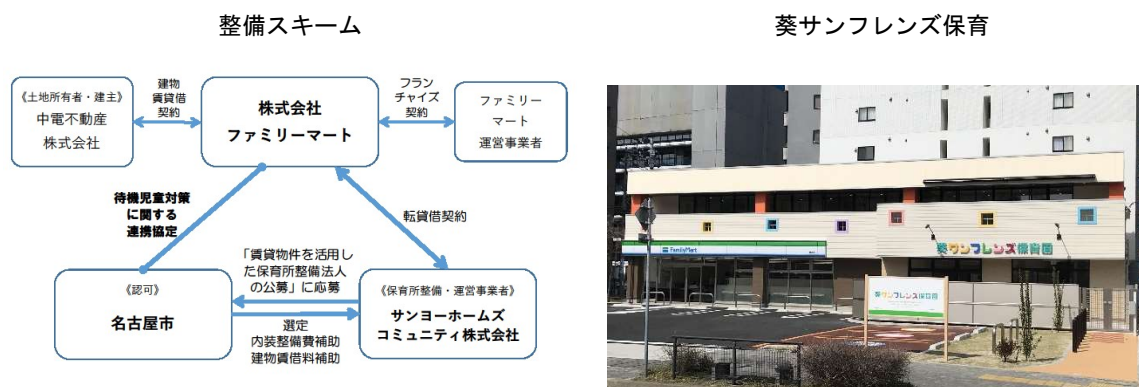 整備スキーム
葵サンフレンズ保育
《土地所有者・建主》
中電不動産
株式会社
建物
賃貸借
契約
株式会社
ファミリーマート
フラン
チャイズ
契約
ファミリー
マート
運営事業者
待機児童対策
に関する
連携協定
転貸借契約
「賃貸物件を活用し
た保育所整備法人
の公募」に応募
《認可》
名古屋市
選定
内装整備費補助
建物賃借料補助
《保育所整備・運営事業者》
サンヨーホームズ
コミュニティ株式会社
FamilyMart
葵サンフレンズ保育園
葵サンフレンズ保育園